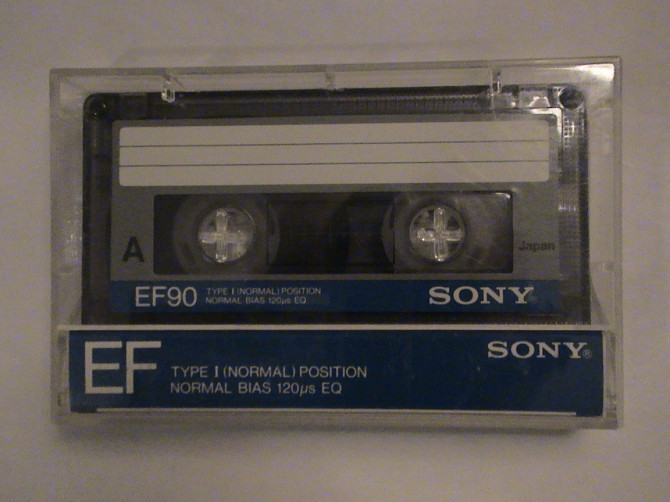 A
Japan
EF90 TYPE I (NORMAL) POSITION
NORMAL BIAS 120µs EQ
SONY
EF
TYPE I (NORMAL) POSITION
NORMAL BIAS 120µs EQ
SONY®